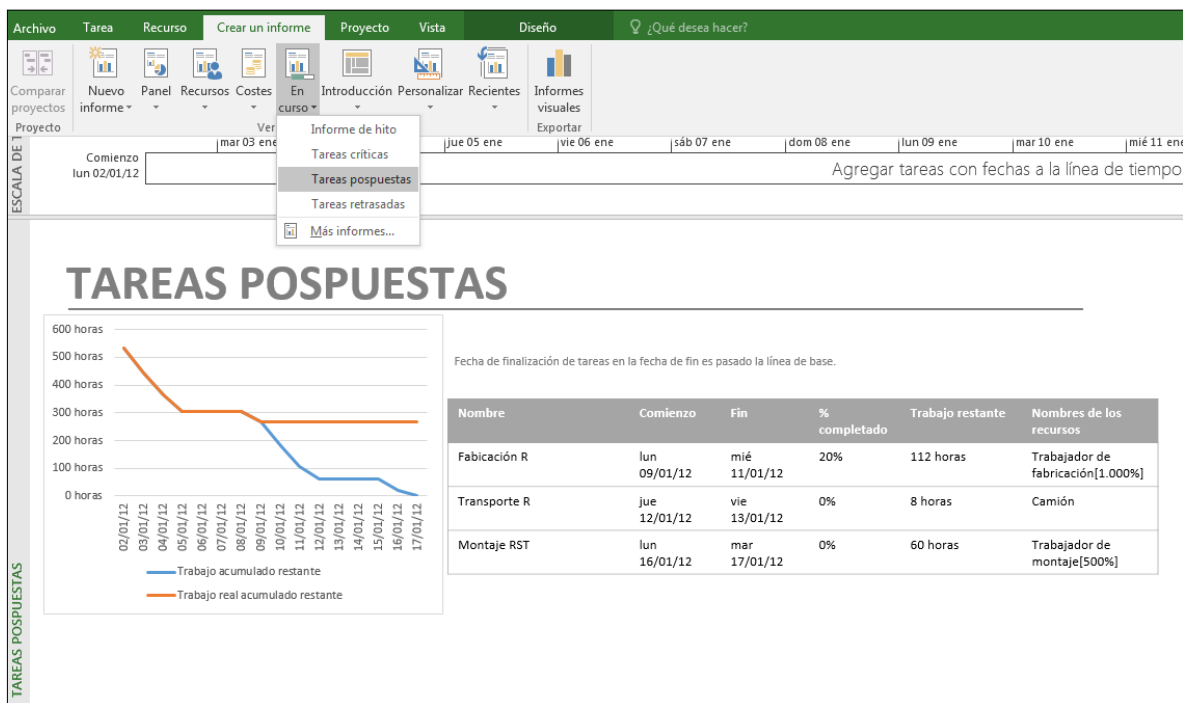 Archivo Tarea Recurso Crear un informe Proyecto Vista Diseño ¿Qué desea hacer?
Comparar proyectos
Nuevo informe
Panel
Recursos
Costes
En curso
Introducción
Personalizar
Recientes
Informes visuales
Proyecto
Ver
Exportar
Informe de hito
Tareas críticas
Tareas pospuestas
Tareas retrasadas
Más informes...
ESCALA DE T
mar 03 ene jue 05 ene vie 06 ene sáb 07 ene dom 08 ene lun 09 ene mar 10 ene mié 11 ene
Comienzo
lun 02/01/12
Agregar tareas con fechas a la línea de tiempo
TAREAS POSPUESTAS
600 horas
500 horas
400 horas
300 horas
200 horas
100 horas
0 horas
02/01/12
03/01/12
04/01/12
05/01/12
06/01/12
07/01/12
08/01/12
09/01/12
10/01/12
11/01/12
12/01/12
13/01/12
14/01/12
15/01/12
16/01/12
17/01/12
Trabajo acumulado restante
Trabajo real acumulado restante
Fecha de finalización de tareas en la fecha de fin es pasado la línea de base.
Nombre Comienzo Fin % completado Trabajo restante Nombres de los recursos
Fabicación R lun 09/01/12 mié 11/01/12 20% 112 horas Trabajador de fabricación[1.000%]
Transporte R jue 12/01/12 vie 13/01/12 0% 8 horas Camión
Montaje RST lun 16/01/12 mar 17/01/12 0% 60 horas Trabajador de montaje[500%]
TAREAS POSPUESTAS